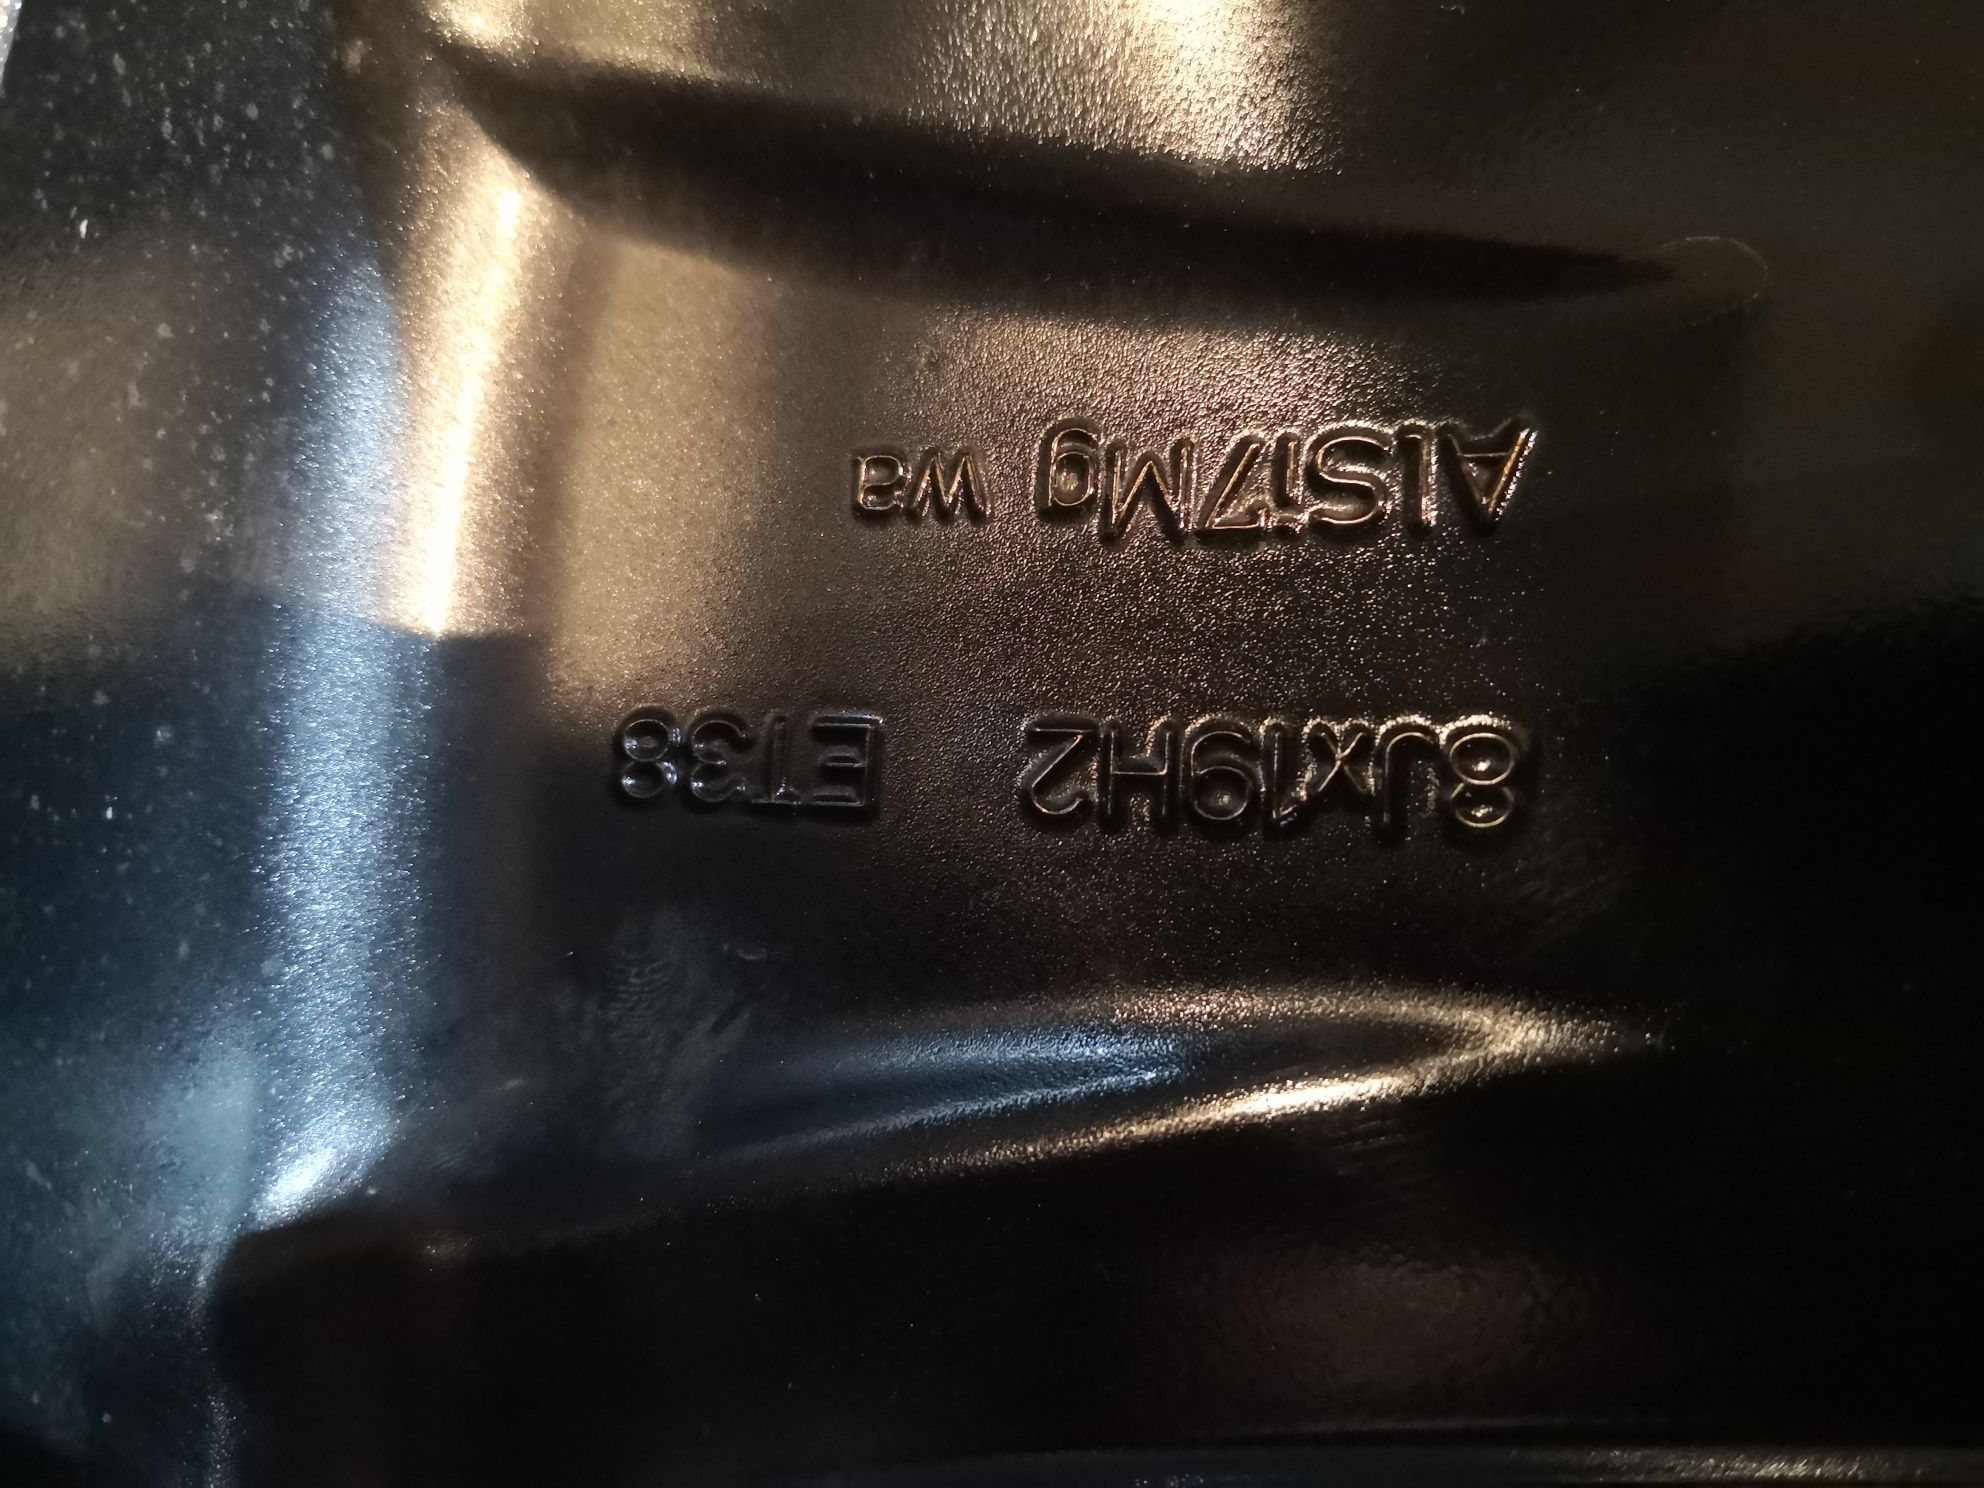 8Jx19H2 ET38
AlSi7Mg wa